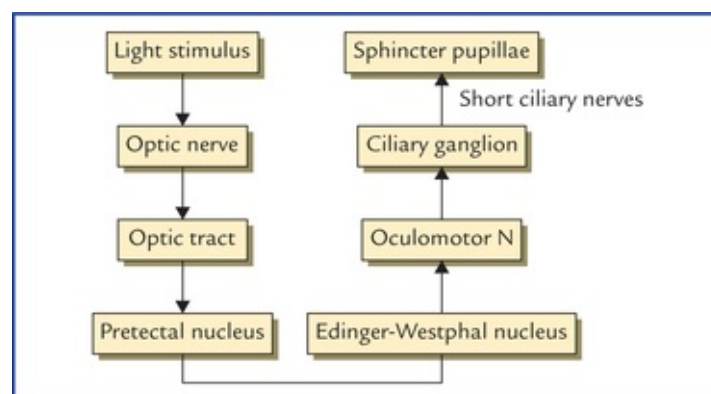 Light stimulus
Optic nerve
Optic tract
Pretectal nucleus
Edinger-Westphal nucleus
Oculomotor N
Ciliary ganglion
Short ciliary nerves
Sphincter pupillae